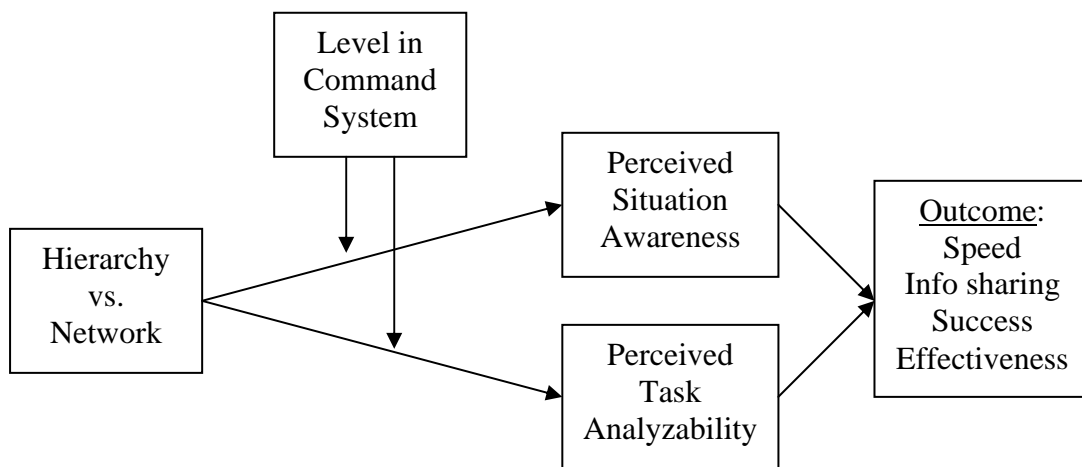 Level in
Command
System
Hierarchy
vs.
Network
Perceived
Situation
Awareness
Perceived
Task
Analyzability
Outcome:
Speed
Info sharing
Success
Effectiveness